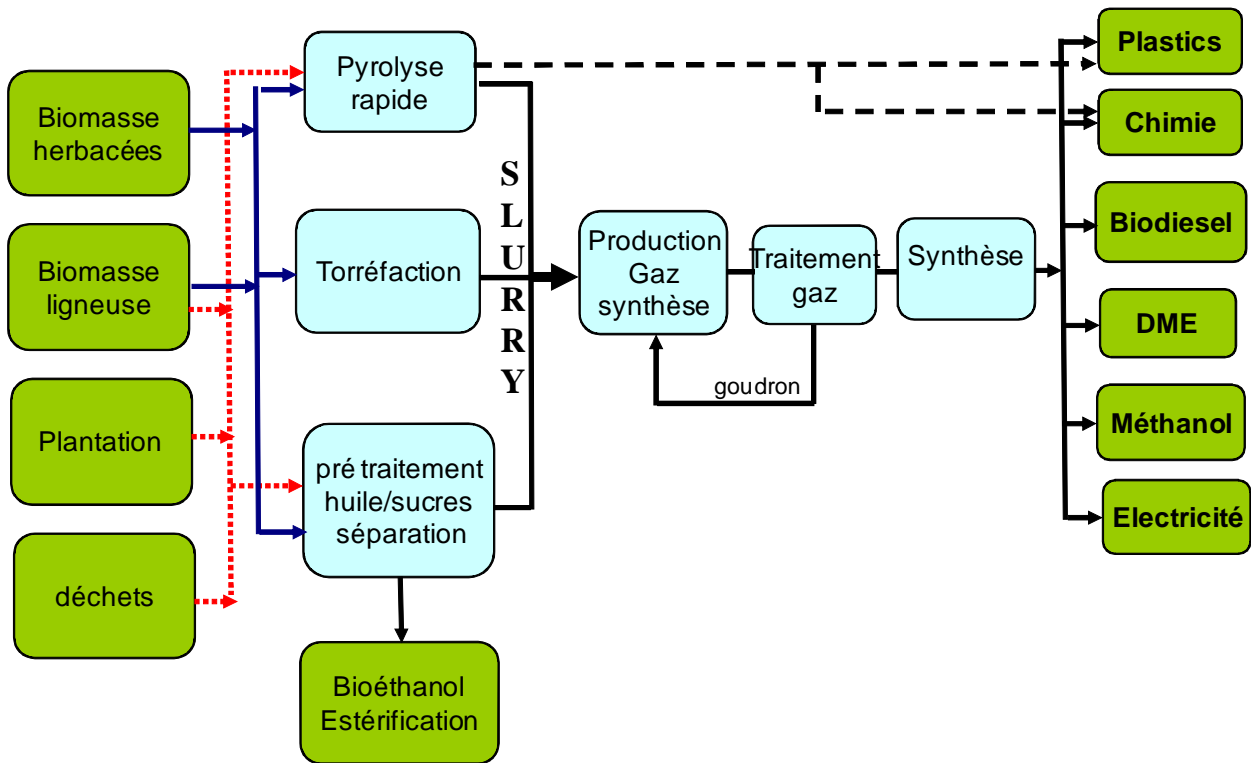 Biomasse
herbacées
Biomasse
ligneuse
Plantation
déchets
Pyrolyse
rapide
Torréfaction
pré traitement
huile/sucres
séparation
Bioéthanol
Estérification
S
L
U
R
R
Y
Production
Gaz
synthèse
Traitement
gaz
goudron
Synthèse
Plastics
Chimie
Biodiesel
DME
Méthanol
Electricité